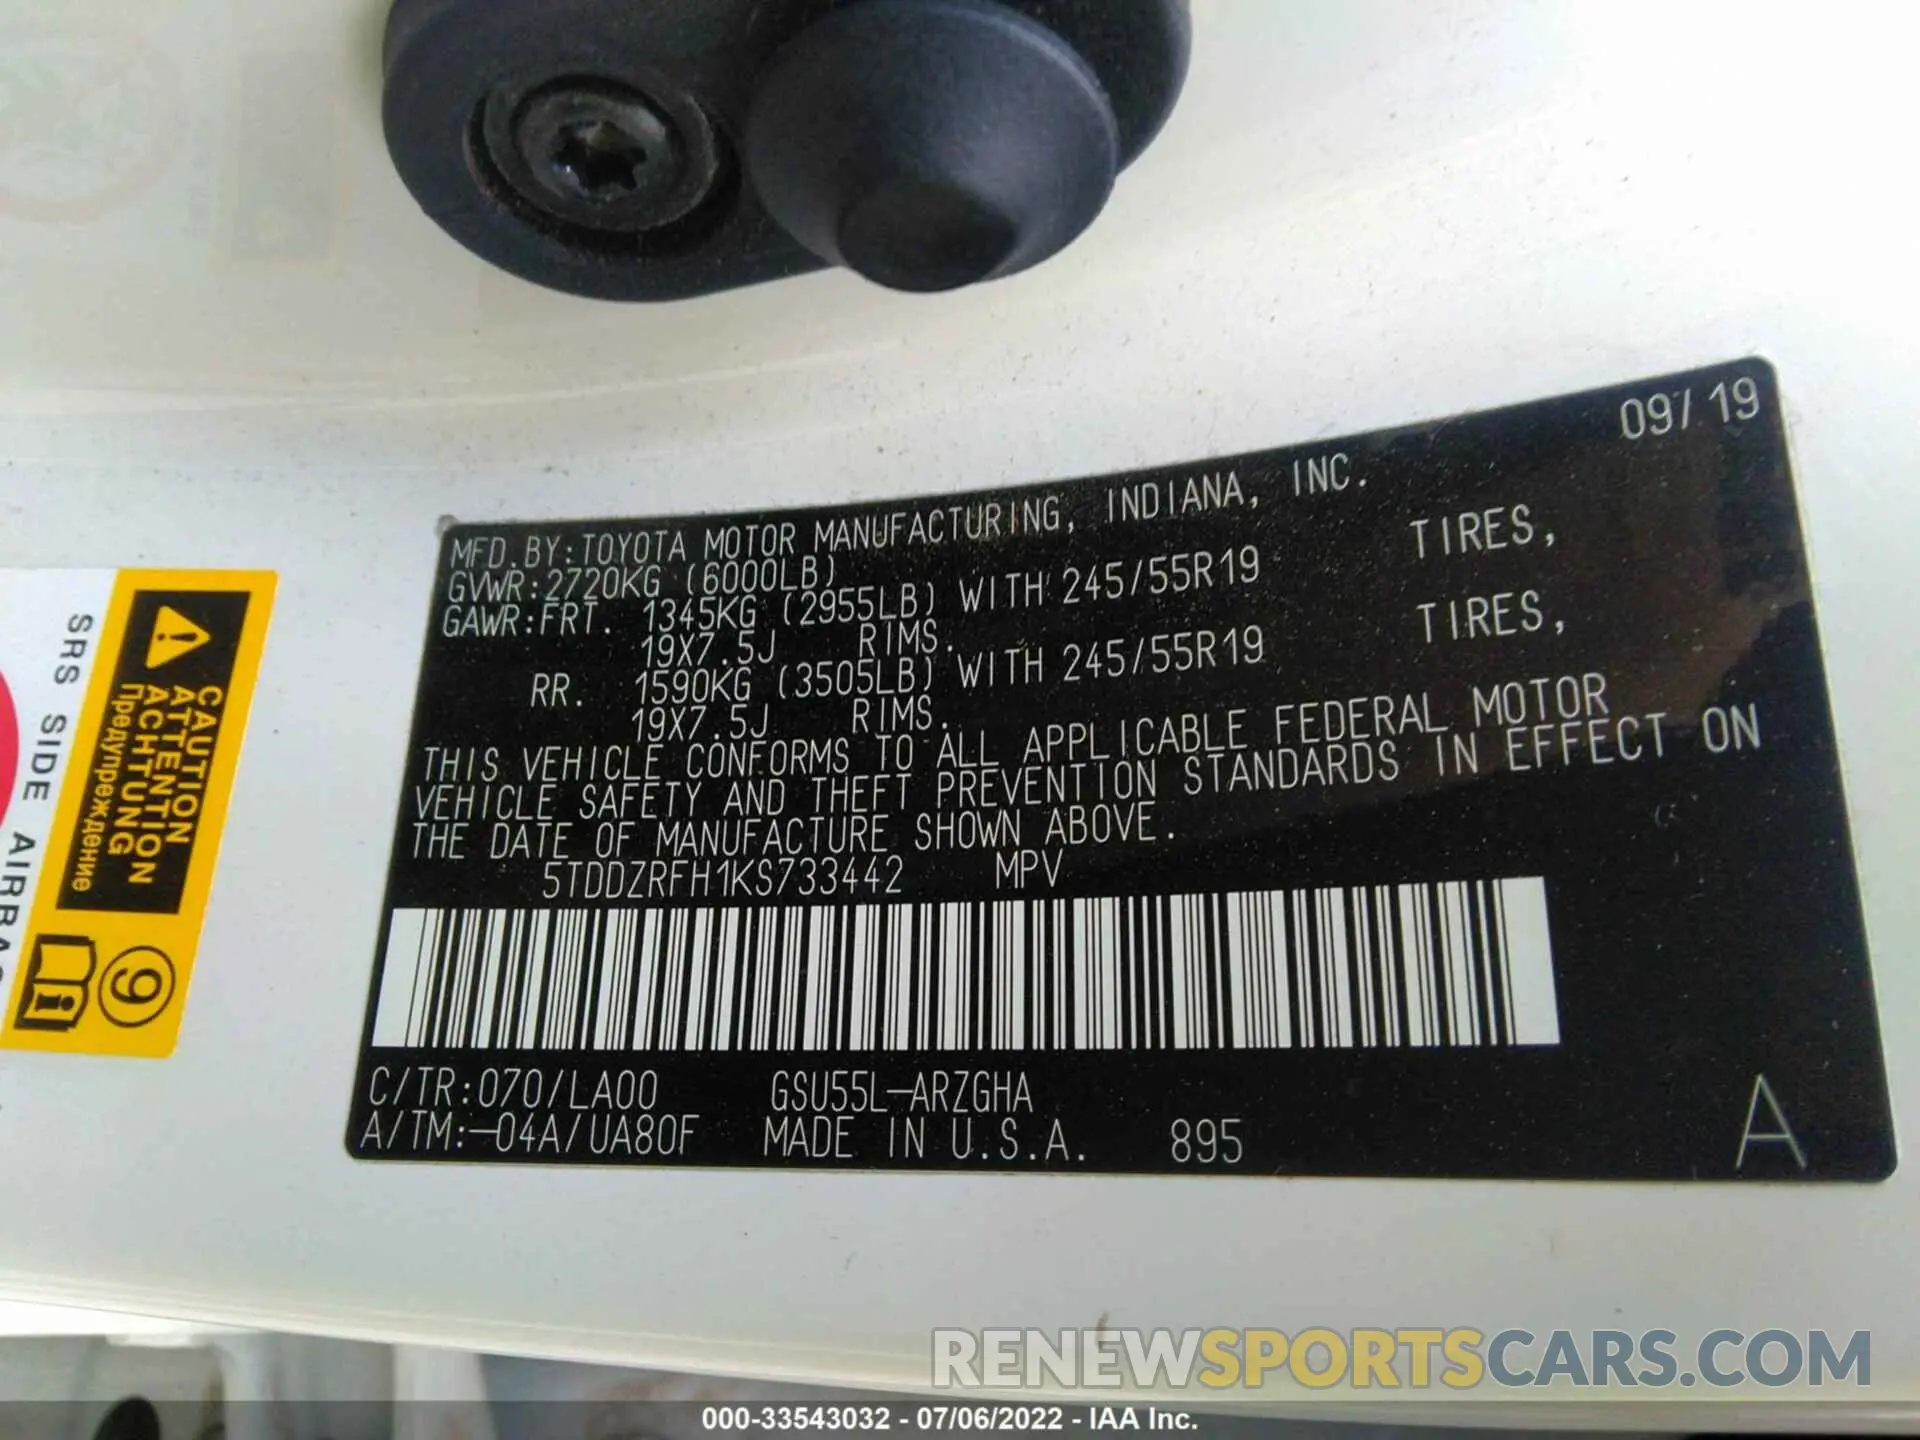 09/19
MFD.BY:TOYOTA MOTOR MANUFACTURING, INDIANA, INC.
GVWR:2720KG (6000LB)
GAWR:FRT. 1345KG (2955LB) WITH 245/55R19 TIRES,
19X7.5J RIMS.
RR. 1590KG (3505LB) WITH 245/55R19 TIRES,
19X7.5J RIMS.
THIS VEHICLE CONFORMS TO ALL APPLICABLE FEDERAL MOTOR
VEHICLE SAFETY AND THEFT PREVENTION STANDARDS IN EFFECT ON
THE DATE OF MANUFACTURE SHOWN ABOVE.
5TDDZRFH1KS733442 MPV
C/TR:070/LA00 GSU55L-ARZGHA
A/TM:-04A/UA80F MADE IN U.S.A. 895 A
CAUTION
ATTENTION
ACHTUNG
Предупреждение
9
SRS SIDE
RENEWSPORTSCARS.COM
000-33543032 - 07/06/2022 - IAA Inc.